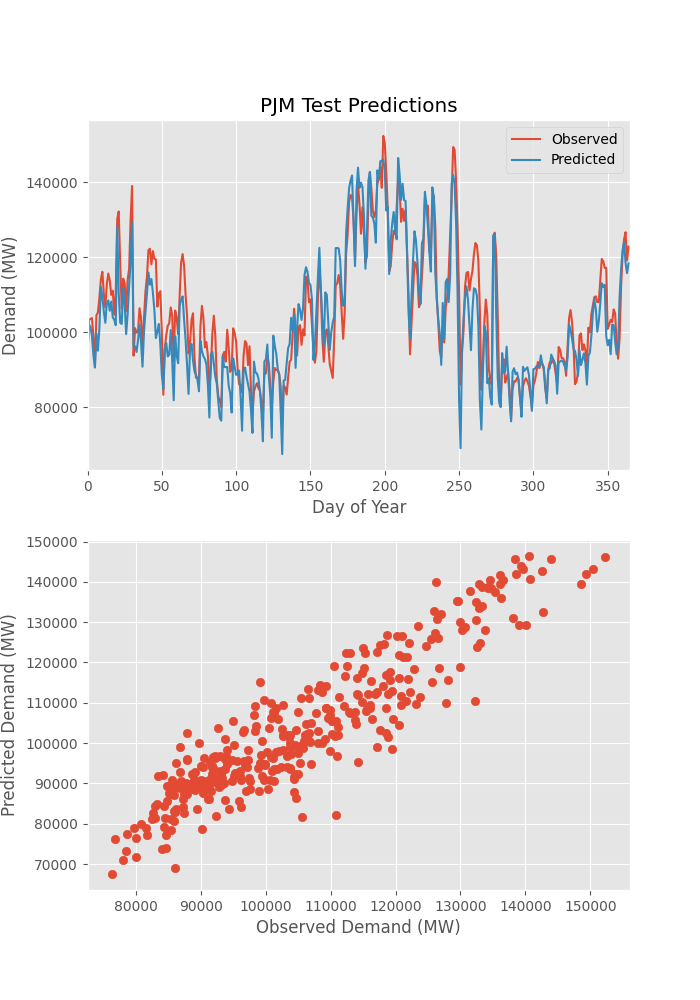 PJM Test Predictions
Observed
Predicted
Demand (MW)
140000
120000
100000
80000
0 50 100 150 200 250 300 350
Day of Year
Predicted Demand (MW)
150000
140000
130000
120000
110000
100000
90000
80000
70000
80000 90000 100000 110000 120000 130000 140000 150000
Observed Demand (MW)